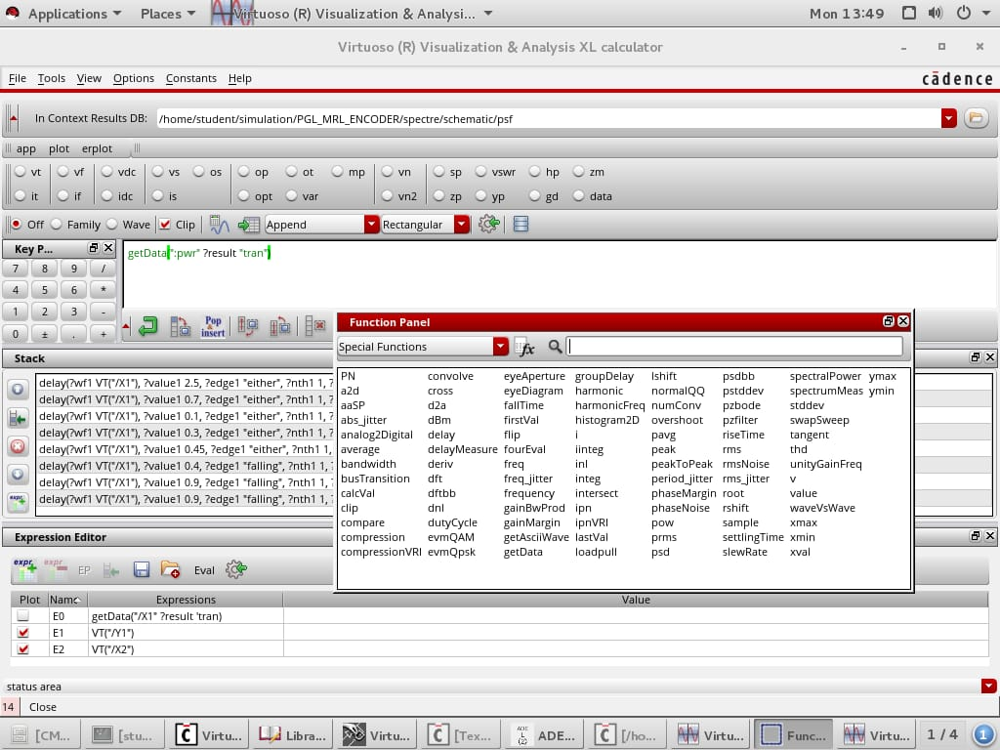 Applications Places Virtuoso (R) Visualization & Analysi... Mon 13:49
Virtuoso (R) Visualization & Analysis XL calculator
File Tools View Options Constants Help cādence
In Context Results DB: /home/student/simulation/PGL_MRL_ENCODER/spectre/schematic/psf
app plot erplot
vt vf vdc vs os op ot mp vn sp vswr hp zm
it if idc is opt var vn2 zp yp gd data
Off Family Wave Clip Append Rectangular
Key P...
getData(":pwr" ?result "tran")
7 8 9 /
4 5 6 *
1 2 3 -
0 ± . +
Pop & insert
Function Panel
Special Functions fx
Stack
PN convolve eyeAperture groupDelay lshift psdbb spectralPower ymax
a2d cross eyeDiagram harmonic normalQQ pstddev spectrumMeas ymin
aaSP d2a fallTime harmonicFreq numConv pzbode stddev
abs_jitter dBm firstVal histogram2D overshoot pzfilter swapSweep
analog2Digital delay flip i pavg riseTime tangent
average delayMeasure fourEval iinteg peak rms thd
bandwidth deriv freq inl peakToPeak rmsNoise unityGainFreq
busTransition dft freq_jitter integ period_jitter rms_jitter v
calcVal dftbb frequency intersect phaseMargin root value
clip dnl gainBwProd ipn phaseNoise rshift waveVsWave
compare dutyCycle gainMargin ipnVRI pow sample xmax
compression evmQAM getAsciiWave lastVal prms settlingTime xmin
compressionVRI evmQpsk getData loadpull psd slewRate xval
delay(?wf1 VT("/X1"), ?value1 2.5, ?edge1 "either", ?nth1 1, ?
delay(?wf1 VT("/X1"), ?value1 0.7, ?edge1 "either", ?nth1 1, ?
delay(?wf1 VT("/X1"), ?value1 0.1, ?edge1 "either", ?nth1 1, ?
delay(?wf1 VT("/X1"), ?value1 0.3, ?edge1 "either", ?nth1 1, ?
delay(?wf1 VT("/X1"), ?value1 0.45, ?edge1 "either", ?nth1 1,
delay(?wf1 VT("/X1"), ?value1 0.4, ?edge1 "falling", ?nth1 1, ?
delay(?wf1 VT("/X1"), ?value1 0.9, ?edge1 "falling", ?nth1 1, ?
delay(?wf1 VT("/X1"), ?value1 0.9, ?edge1 "falling", ?nth1 1, ?
expr
Expression Editor
expr expr EP Eval
Plot Name Expressions Value
E0 getData("/X1" ?result 'tran)
E1 VT("/Y1")
E2 VT("/X2")
status area
14 Close
[CM... [stu... Virtu... Libra... Virtu... [Tex... ADE L (2) ADE... [/ho... Virtu... Func... Virtu... 1 / 4 1